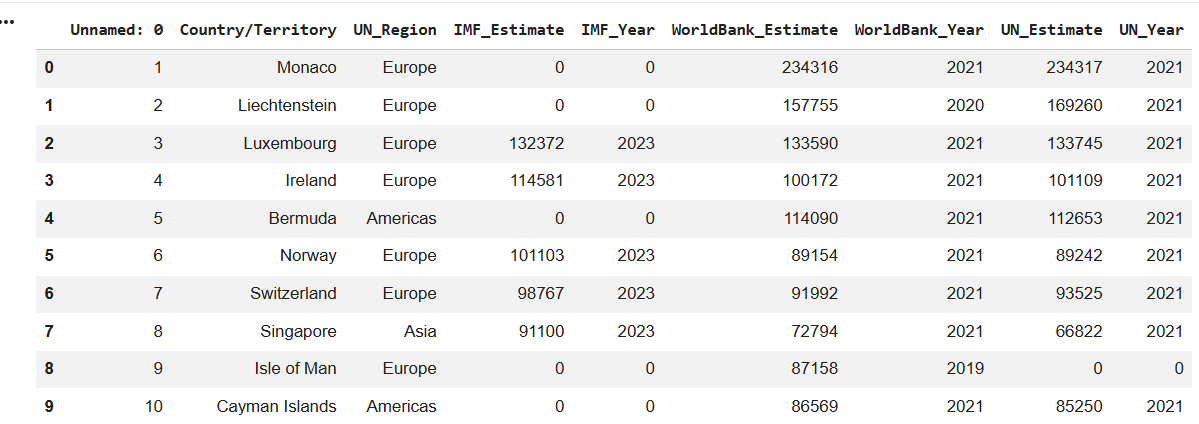 Unnamed: 0 Country/Territory UN_Region IMF_Estimate IMF_Year WorldBank_Estimate WorldBank_Year UN_Estimate UN_Year
0 1 Monaco Europe 0 0 234316 2021 234317 2021
1 2 Liechtenstein Europe 0 0 157755 2020 169260 2021
2 3 Luxembourg Europe 132372 2023 133590 2021 133745 2021
3 4 Ireland Europe 114581 2023 100172 2021 101109 2021
4 5 Bermuda Americas 0 0 114090 2021 112653 2021
5 6 Norway Europe 101103 2023 89154 2021 89242 2021
6 7 Switzerland Europe 98767 2023 91992 2021 93525 2021
7 8 Singapore Asia 91100 2023 72794 2021 66822 2021
8 9 Isle of Man Europe 0 0 87158 2019 0 0
9 10 Cayman Islands Americas 0 0 86569 2021 85250 2021